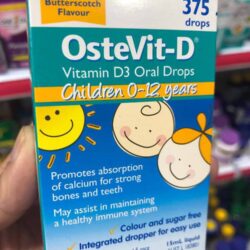 Butterscotch
Flavour
375
drops
OsteVit-D®
Vitamin D3 Oral Drops
Children 0-12 years
Promotes absorption
of calcium for strong
bones and teeth
May assist in maintaining
a healthy immune system
✓ Colour and sugar free
✓ Integrated dropper for easy use
15mL liquid